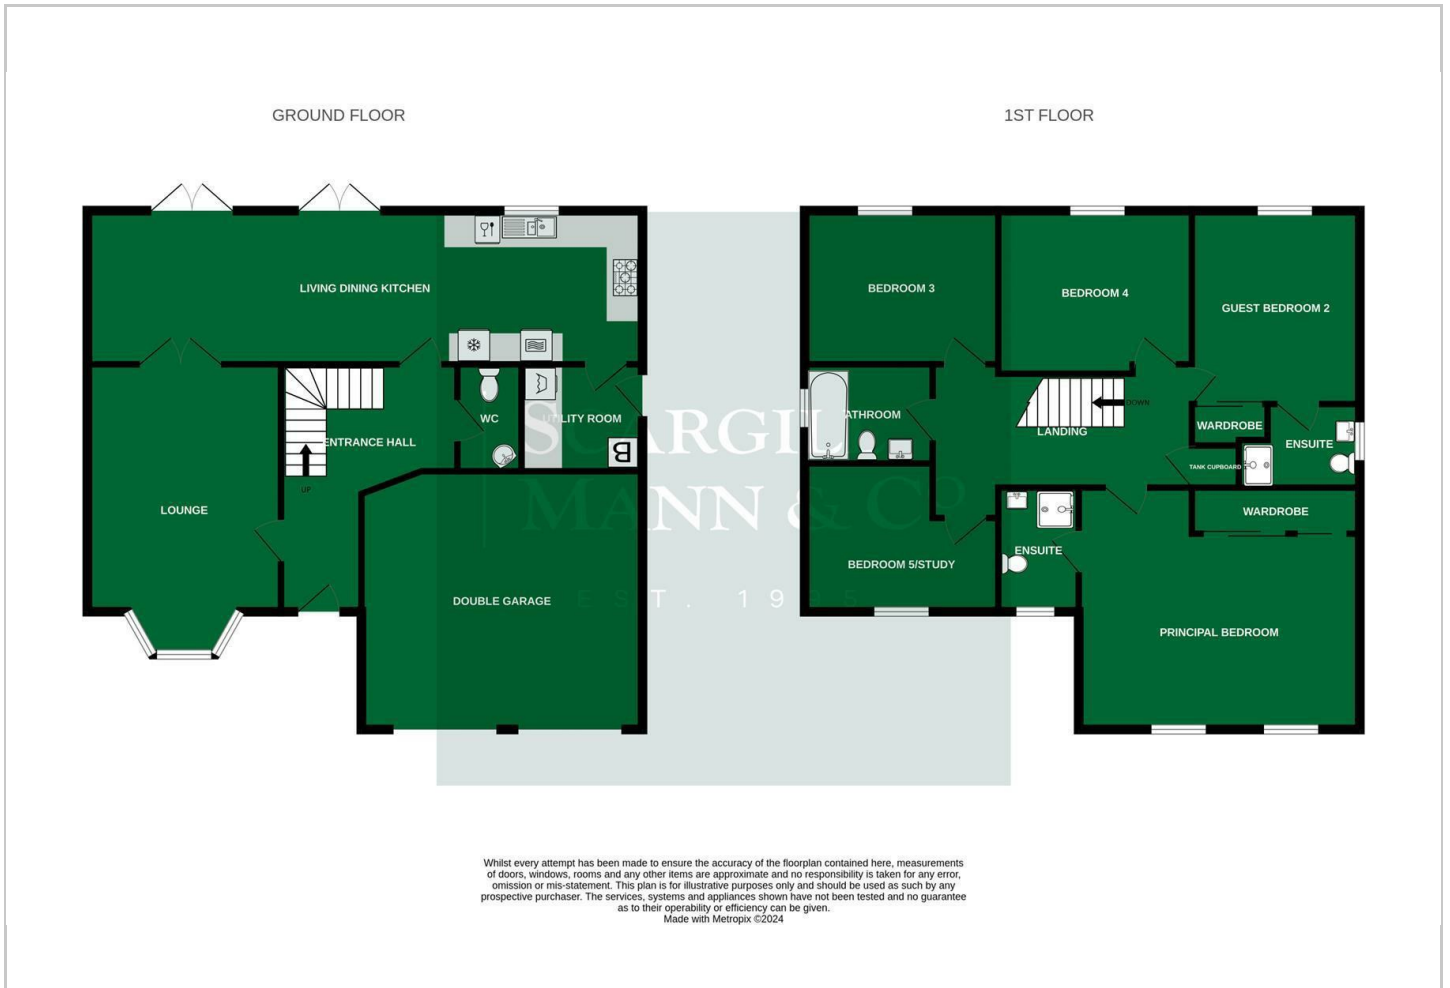 GROUND FLOOR
1ST FLOOR
LIVING DINING KITCHEN
WC
UTILITY ROOM
ENTRANCE HALL
UP
LOUNGE
DOUBLE GARAGE
B
BEDROOM 3
BEDROOM 4
GUEST BEDROOM 2
BATHROOM
DOWN
LANDING
WARDROBE
ENSUITE
TANK CUPBOARD
WARDROBE
ENSUITE
BEDROOM 5/STUDY
PRINCIPAL BEDROOM
SCARGILL
MANN & CO
EST. 1995
Whilst every attempt has been made to ensure the accuracy of the floorplan contained here, measurements
of doors, windows, rooms and any other items are approximate and no responsibility is taken for any error,
omission or mis-statement. This plan is for illustrative purposes only and should be used as such by any
prospective purchaser. The services, systems and appliances shown have not been tested and no guarantee
as to their operability or efficiency can be given.
Made with Metropix ©2024